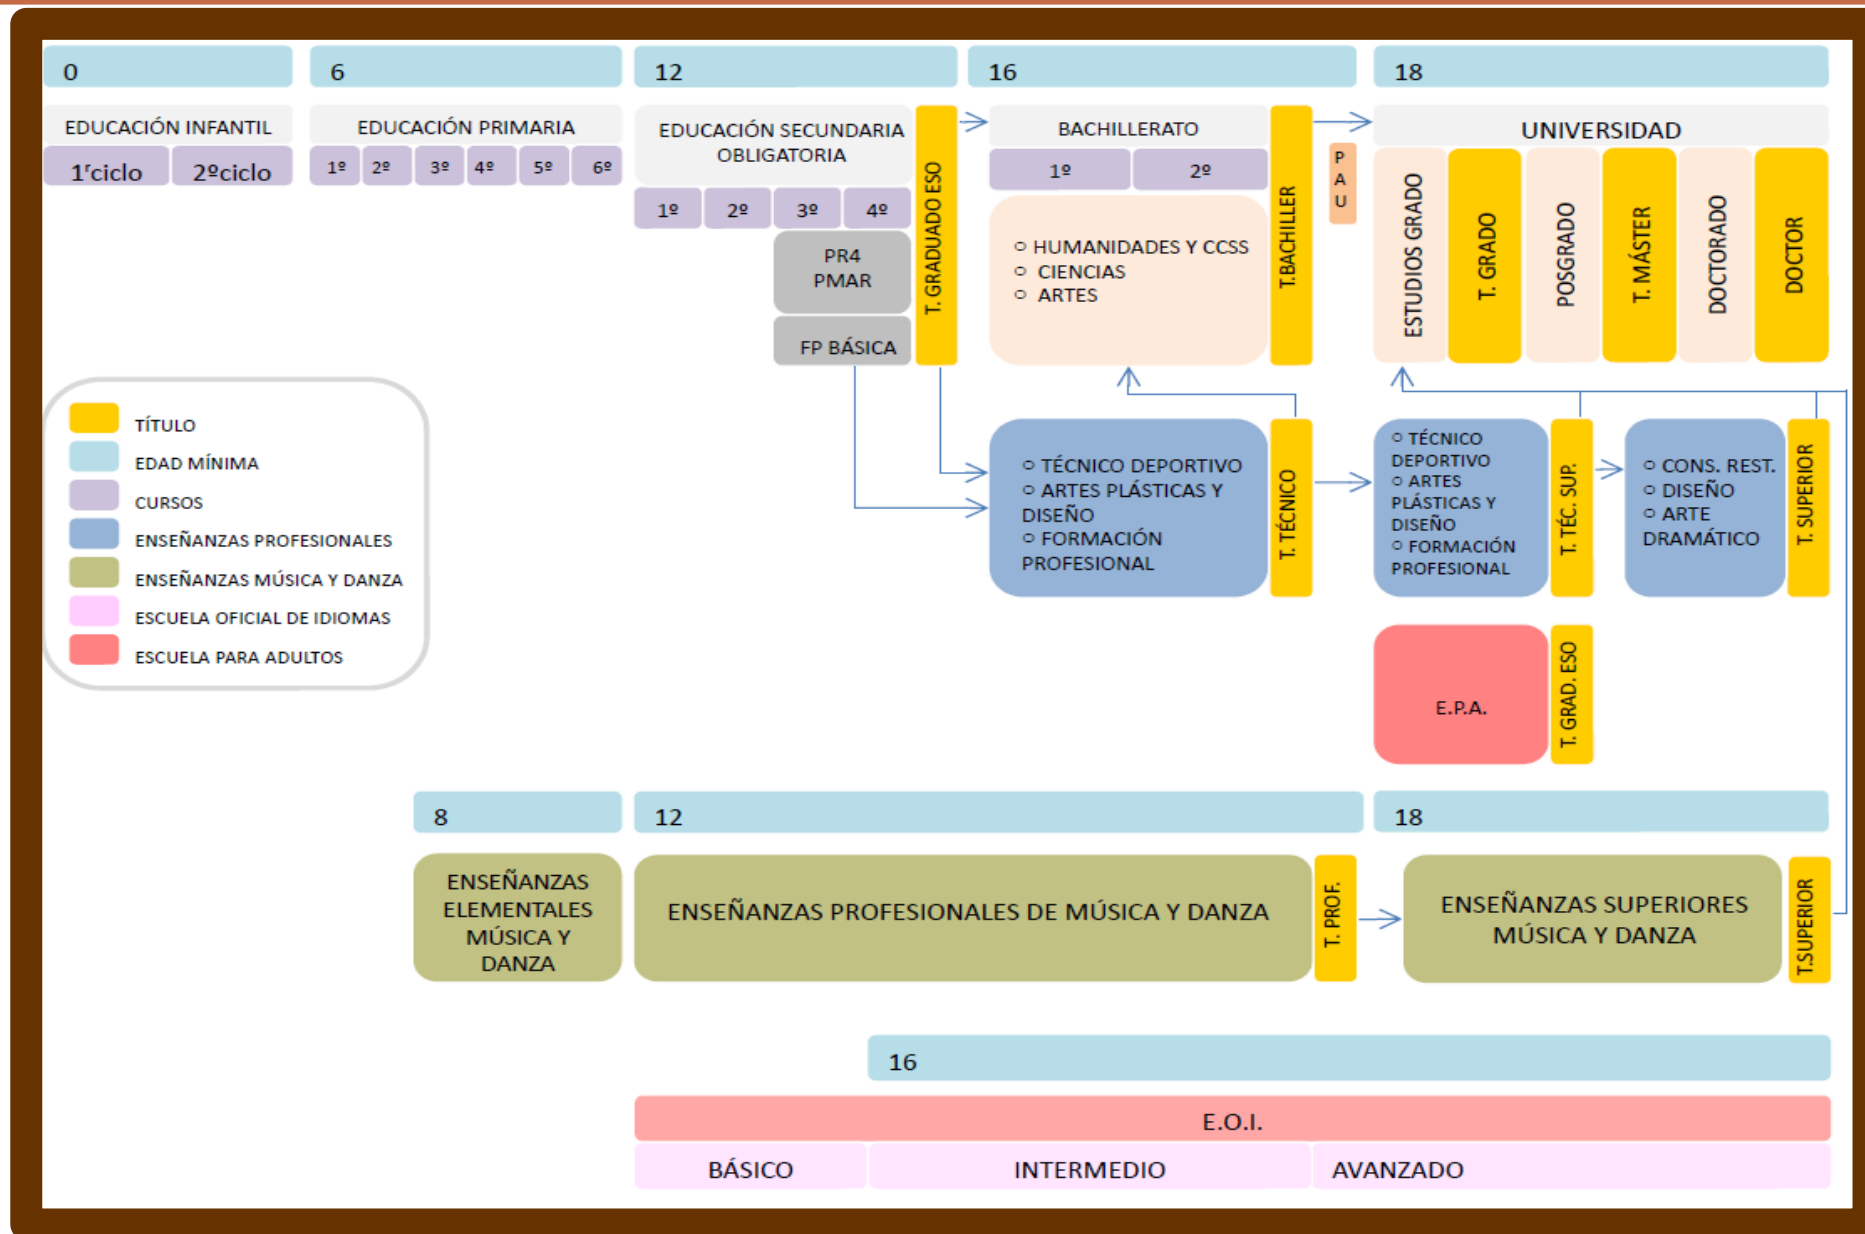 0
6
12
16
18
EDUCACIÓN INFANTIL
1ʳciclo
2ºciclo
EDUCACIÓN PRIMARIA
1º
2º
3º
4º
5º
6º
EDUCACIÓN SECUNDARIA
OBLIGATORIA
1º
2º
3º
4º
PR4
PMAR
FP BÁSICA
T. GRADUADO ESO
BACHILLERATO
1º
2º
○ HUMANIDADES Y CCSS
○ CIENCIAS
○ ARTES
T.BACHILLER
P
A
U
UNIVERSIDAD
ESTUDIOS GRADO
T. GRADO
POSGRADO
T. MÁSTER
DOCTORADO
DOCTOR
TÍTULO
EDAD MÍNIMA
CURSOS
ENSEÑANZAS PROFESIONALES
ENSEÑANZAS MÚSICA Y DANZA
ESCUELA OFICIAL DE IDIOMAS
ESCUELA PARA ADULTOS
○ TÉCNICO DEPORTIVO
○ ARTES PLÁSTICAS Y
DISEÑO
○ FORMACIÓN
PROFESIONAL
T. TÉCNICO
○ TÉCNICO
DEPORTIVO
○ ARTES
PLÁSTICAS Y
DISEÑO
○ FORMACIÓN
PROFESIONAL
T. TÉC. SUP.
○ CONS. REST.
○ DISEÑO
○ ARTE
DRAMÁTICO
T. SUPERIOR
E.P.A.
T. GRAD. ESO
8
12
18
ENSEÑANZAS
ELEMENTALES
MÚSICA Y
DANZA
ENSEÑANZAS PROFESIONALES DE MÚSICA Y DANZA
T. PROF.
ENSEÑANZAS SUPERIORES
MÚSICA Y DANZA
T.SUPERIOR
16
E.O.I.
BÁSICO
INTERMEDIO
AVANZADO